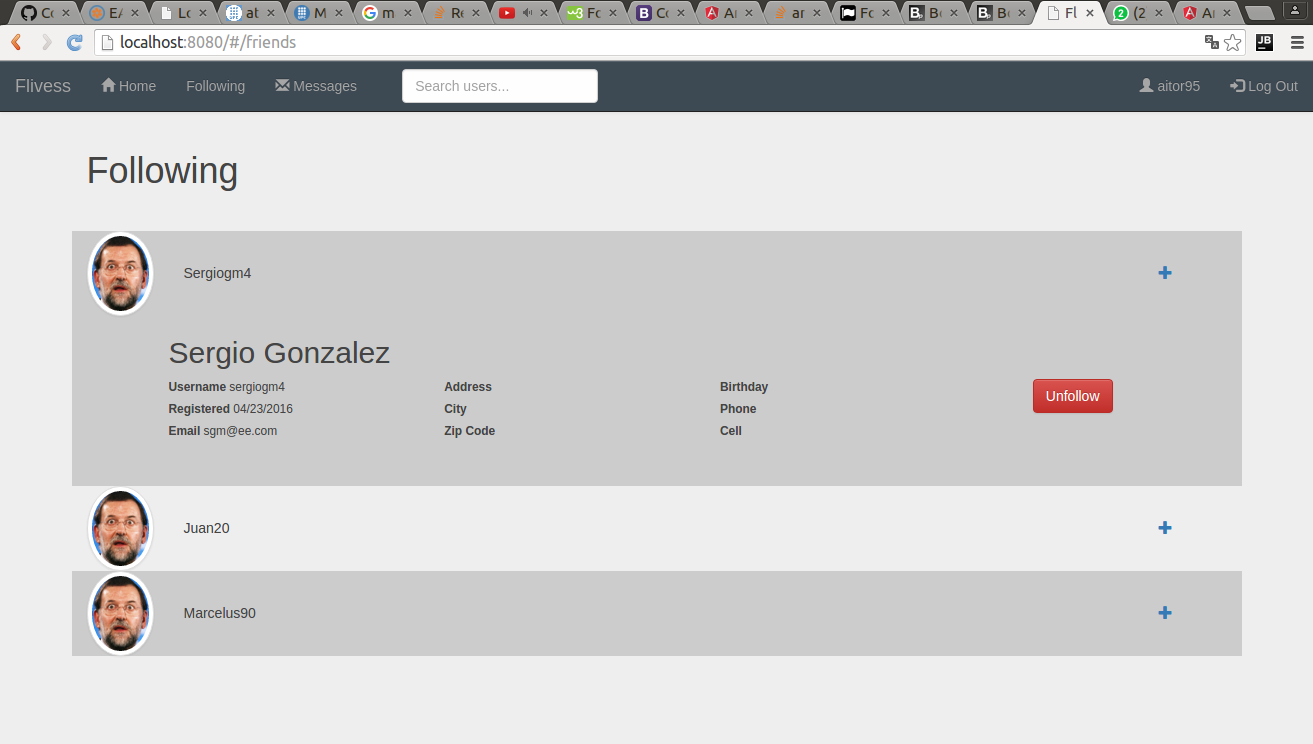 Co EA Lo at M G m Re Fo B Co Ar ar Fo Bo Bo Fl (2 Ar
localhost:8080/#/friends
Flivess Home Following Messages Search users... aitor95 Log Out
Following
Sergiogm4
Sergio Gonzalez
Username sergiogm4 Address Birthday Unfollow
Registered 04/23/2016 City Phone
Email sgm@ee.com Zip Code Cell
Juan20
Marcelus90